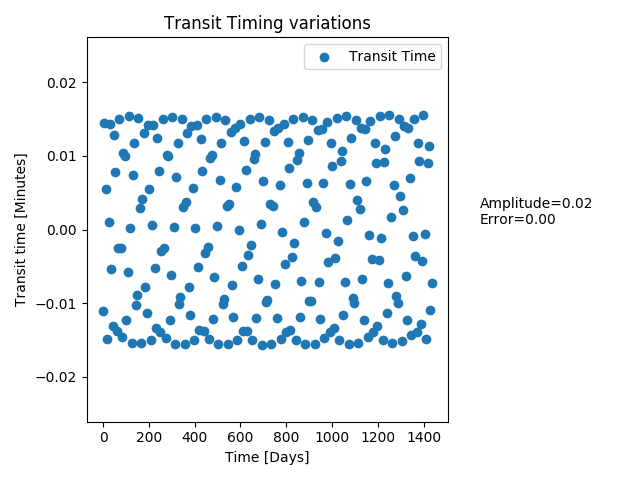 Transit Timing variations
Transit Time
0.02
0.01
0.00
−0.01
−0.02
Transit time [Minutes]
0 200 400 600 800 1000 1200 1400
Time [Days]
Amplitude=0.02
Error=0.00